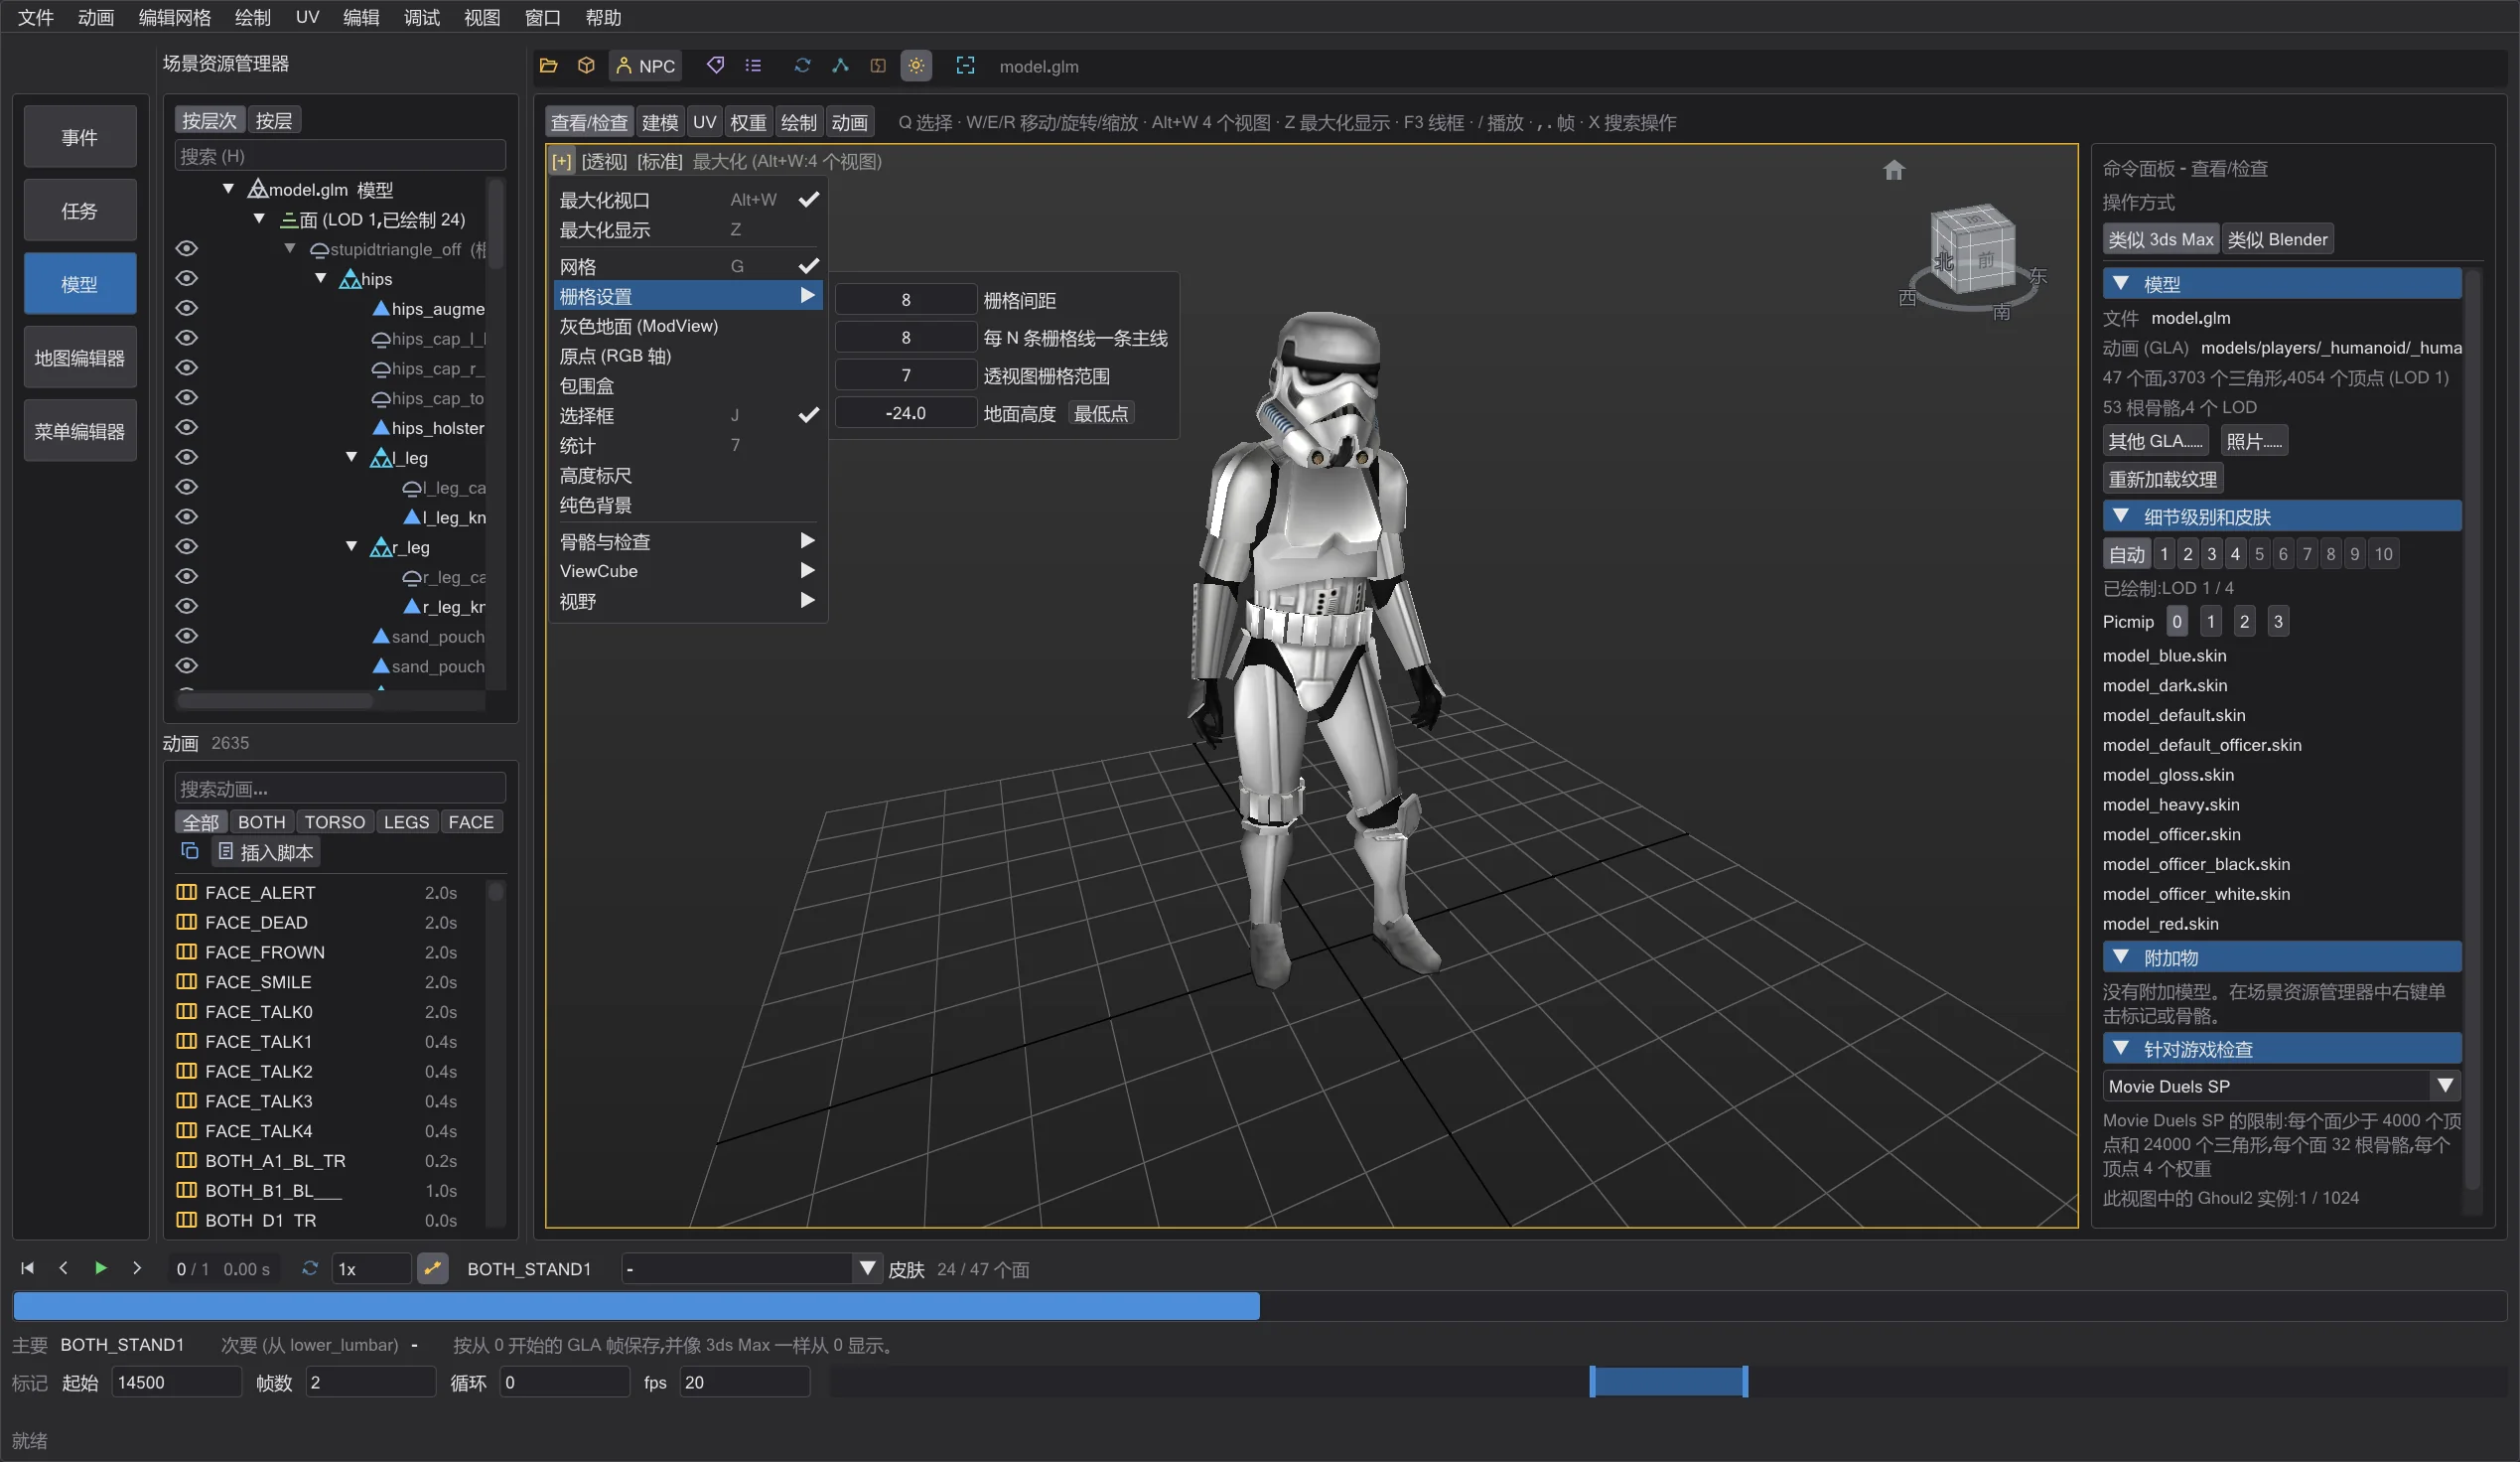 文件 动画 编辑网格 绘制 UV 编辑 调试 视图 窗口 帮助
场景资源管理器
NPC model.glm
事件
任务
模型
地图编辑器
菜单编辑器
按层次 按层
搜索 (H)
model.glm 模型
面 (LOD 1,已绘制 24)
stupidtriangle_off
hips
hips_augme
hips_cap_l_
hips_cap_r_
hips_cap_to
hips_holster
l_leg
l_leg_ca
l_leg_kn
r_leg
r_leg_ca
r_leg_kn
sand_pouch
sand_pouch
动画 2635
搜索动画...
全部 BOTH TORSO LEGS FACE
插入脚本
FACE_ALERT 2.0s
FACE_DEAD 2.0s
FACE_FROWN 2.0s
FACE_SMILE 2.0s
FACE_TALK0 2.0s
FACE_TALK1 0.4s
FACE_TALK2 0.4s
FACE_TALK3 0.4s
FACE_TALK4 0.4s
BOTH_A1_BL_TR 0.2s
BOTH_B1_BL___ 1.0s
BOTH_D1_TR 0.0s
查看/检查 建模 UV 权重 绘制 动画 Q 选择 · W/E/R 移动/旋转/缩放 · Alt+W 4 个视图 · Z 最大化显示 · F3 线框 · / 播放 · , . 帧 · X 搜索操作
[+] [透视] [标准] 最大化 (Alt+W:4 个视图)
最大化视口 Alt+W
最大化显示 Z
网格 G
栅格设置
灰色地面 (ModView)
原点 (RGB 轴)
包围盒
选择框 J
统计 7
高度标尺
纯色背景
骨骼与检查
ViewCube
视野
8 栅格间距
8 每 N 条栅格线一条主线
7 透视图栅格范围
-24.0 地面高度 最低点
顶
北 前 东
西
南
命令面板 - 查看/检查
操作方式
类似 3ds Max 类似 Blender
模型
文件 model.glm
动画 (GLA) models/players/_humanoid/_huma
47 个面,3703 个三角形,4054 个顶点 (LOD 1)
53 根骨骼,4 个 LOD
其他 GLA...... 照片......
重新加载纹理
细节级别和皮肤
自动 1 2 3 4 5 6 7 8 9 10
已绘制:LOD 1 / 4
Picmip 0 1 2 3
model_blue.skin
model_dark.skin
model_default.skin
model_default_officer.skin
model_gloss.skin
model_heavy.skin
model_officer.skin
model_officer_black.skin
model_officer_white.skin
model_red.skin
附加物
没有附加模型。在场景资源管理器中右键单
击标记或骨骼。
针对游戏检查
Movie Duels SP
Movie Duels SP 的限制:每个面少于 4000 个顶
点和 24000 个三角形,每个面 32 根骨骼,每个
顶点 4 个权重
此视图中的 Ghoul2 实例:1 / 1024
0 / 1 0.00 s 1x BOTH_STAND1 - 皮肤 24 / 47 个面
主要 BOTH_STAND1 次要 (从 lower_lumbar) - 按从 0 开始的 GLA 帧保存,并像 3ds Max 一样从 0 显示。
标记 起始 14500 帧数 2 循环 0 fps 20
就绪